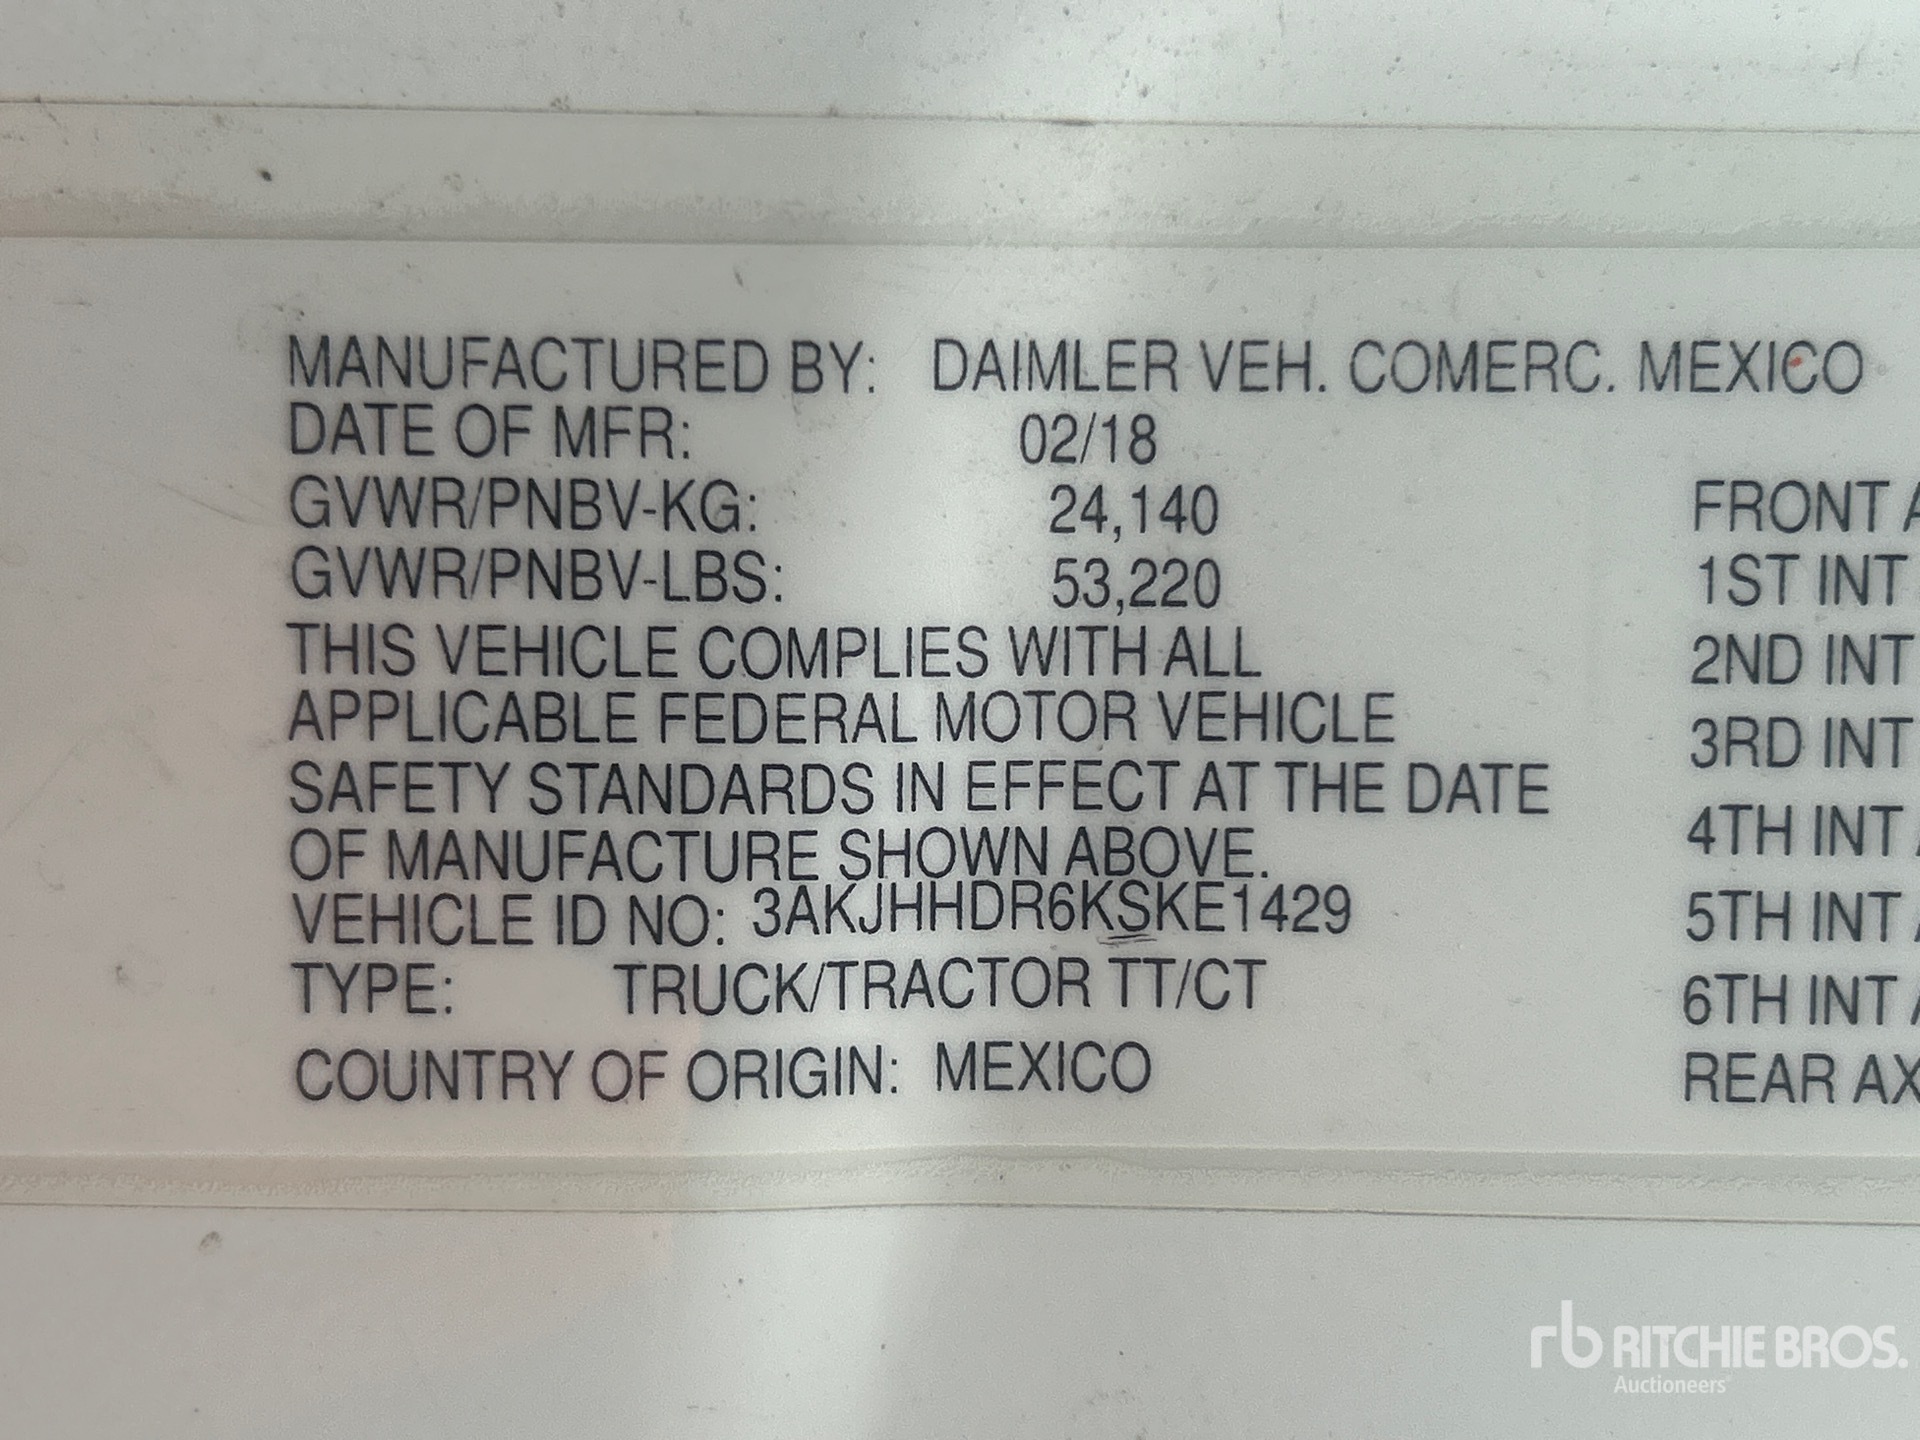 MANUFACTURED BY: DAIMLER VEH. COMERC. MEXICO
DATE OF MFR: 02/18
GVWR/PNBV-KG: 24,140
GVWR/PNBV-LBS: 53,220
THIS VEHICLE COMPLIES WITH ALL
APPLICABLE FEDERAL MOTOR VEHICLE
SAFETY STANDARDS IN EFFECT AT THE DATE
OF MANUFACTURE SHOWN ABOVE.
VEHICLE ID NO: 3AKJHHDR6KSKE1429
TYPE: TRUCK/TRACTOR TT/CT
COUNTRY OF ORIGIN: MEXICO
FRONT A
1ST INT
2ND INT
3RD INT
4TH INT A
5TH INT A
6TH INT A
REAR AX
rb RITCHIE BROS.
Auctioneers